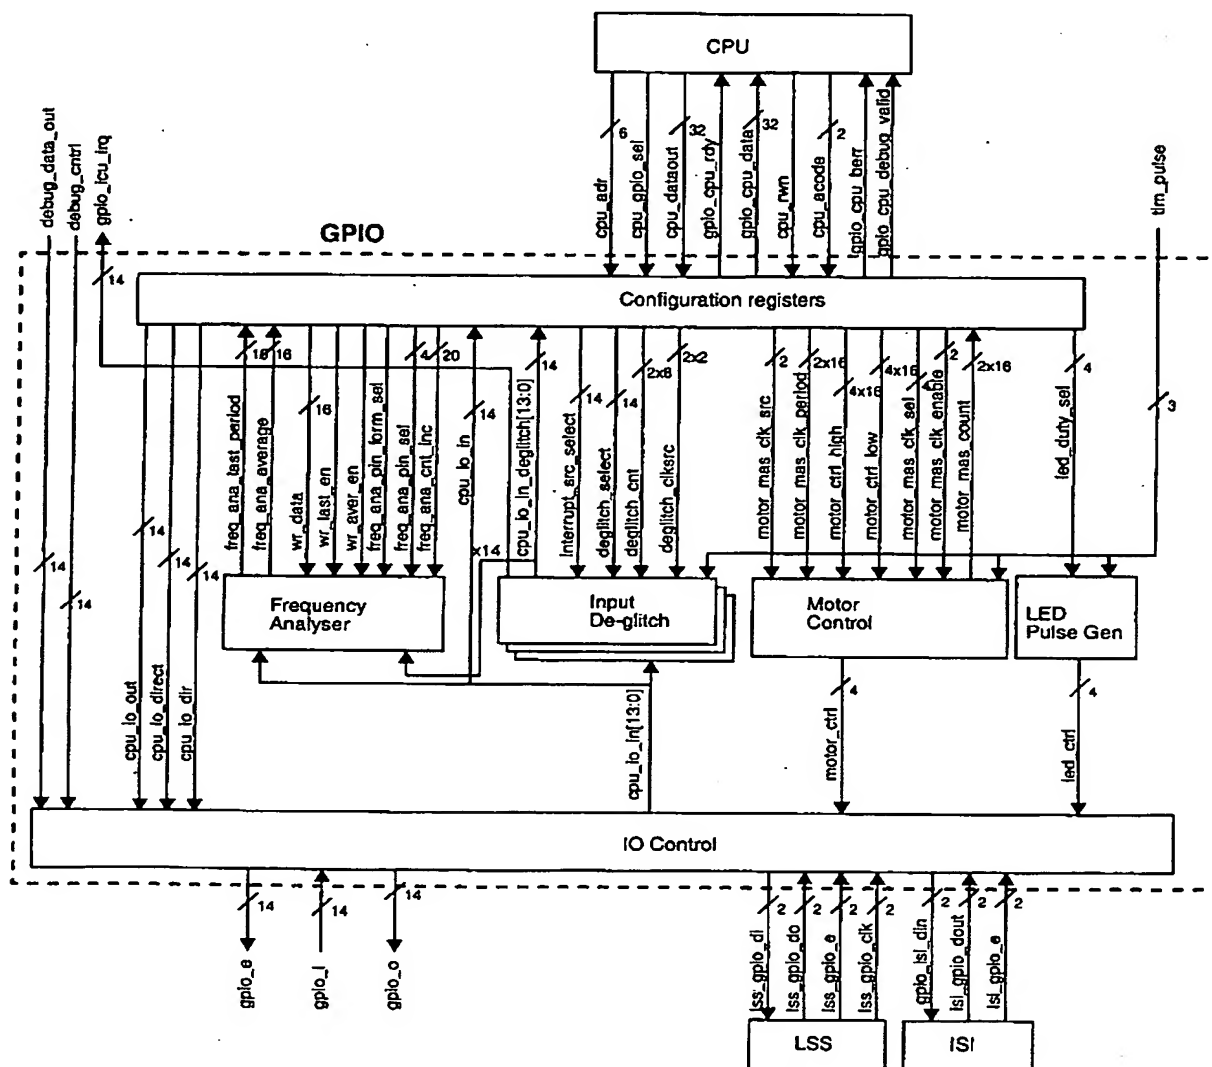 CPU
debug_data_out
debug_cntrl
gpio_icu_irq
6
32
32
2
cpu_adr
cpu_gpio_sel
cpu_dataout
gpio_cpu_rdy
gpio_cpu_data
cpu_rwn
cpu_acode
gpio_cpu_berr
gpio_cpu_debug_valid
tim_pulse
GPIO
14
Configuration registers
3
16
16
16
4
20
14
14
14
14
2x8
2x2
2
2x16
4x16
4x16
4
2
2x16
4
freq_ana_last_period
freq_ana_average
wr_data
wr_last_en
wr_aver_en
freq_ana_pin_form_sel
freq_ana_pin_sel
freq_ana_cnt_inc
cpu_io_in
cpu_io_in_deglitch[13:0]
interrupt_src_select
deglitch_select
deglitch_cnt
deglitch_clksrc
motor_mas_clk_src
motor_mas_clk_period
motor_ctrl_high
motor_ctrl_low
motor_mas_clk_sel
motor_mas_clk_enable
motor_mas_count
led_duty_sel
14
14
14
14
14
x14
Frequency
Analyser
Input
De-glitch
Motor
Control
LED
Pulse Gen
cpu_io_out
cpu_io_direct
cpu_io_dir
cpu_io_in[13:0]
motor_ctrl
4
led_ctrl
4
IO Control
14
14
14
2
2
2
2
2
2
2
gpio_e
gpio_i
gpio_o
lss_gpio_di
lss_gpio_do
lss_gpio_e
lss_gpio_clk
gpio_isi_din
isi_gpio_dout
isi_gpio_e
LSS
ISI